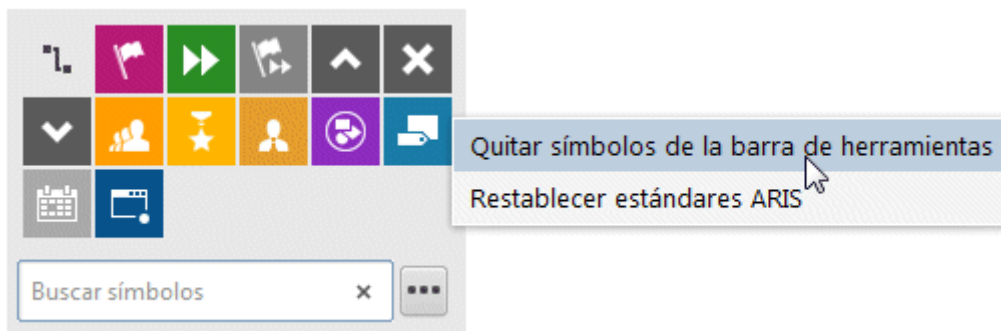 Quitar símbolos de la barra de herramientas
Restablecer estándares ARIS
Buscar símbolos